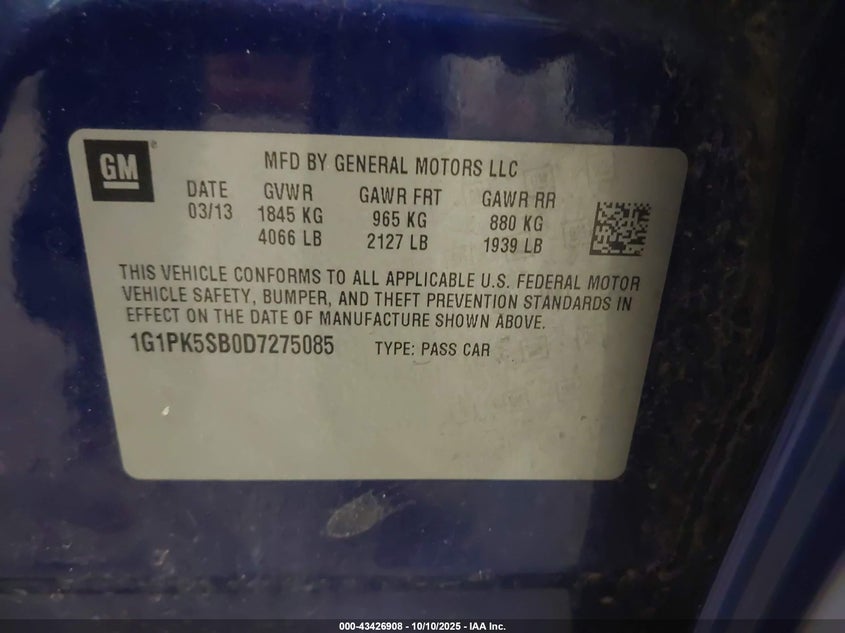 GM
MFD BY GENERAL MOTORS LLC
DATE GVWR GAWR FRT GAWR RR
03/13 1845 KG 965 KG 880 KG
4066 LB 2127 LB 1939 LB
THIS VEHICLE CONFORMS TO ALL APPLICABLE U.S. FEDERAL MOTOR
VEHICLE SAFETY, BUMPER, AND THEFT PREVENTION STANDARDS IN
EFFECT ON THE DATE OF MANUFACTURE SHOWN ABOVE.
1G1PK5SB0D7275085 TYPE: PASS CAR
000-43426908 - 10/10/2025 - IAA Inc.